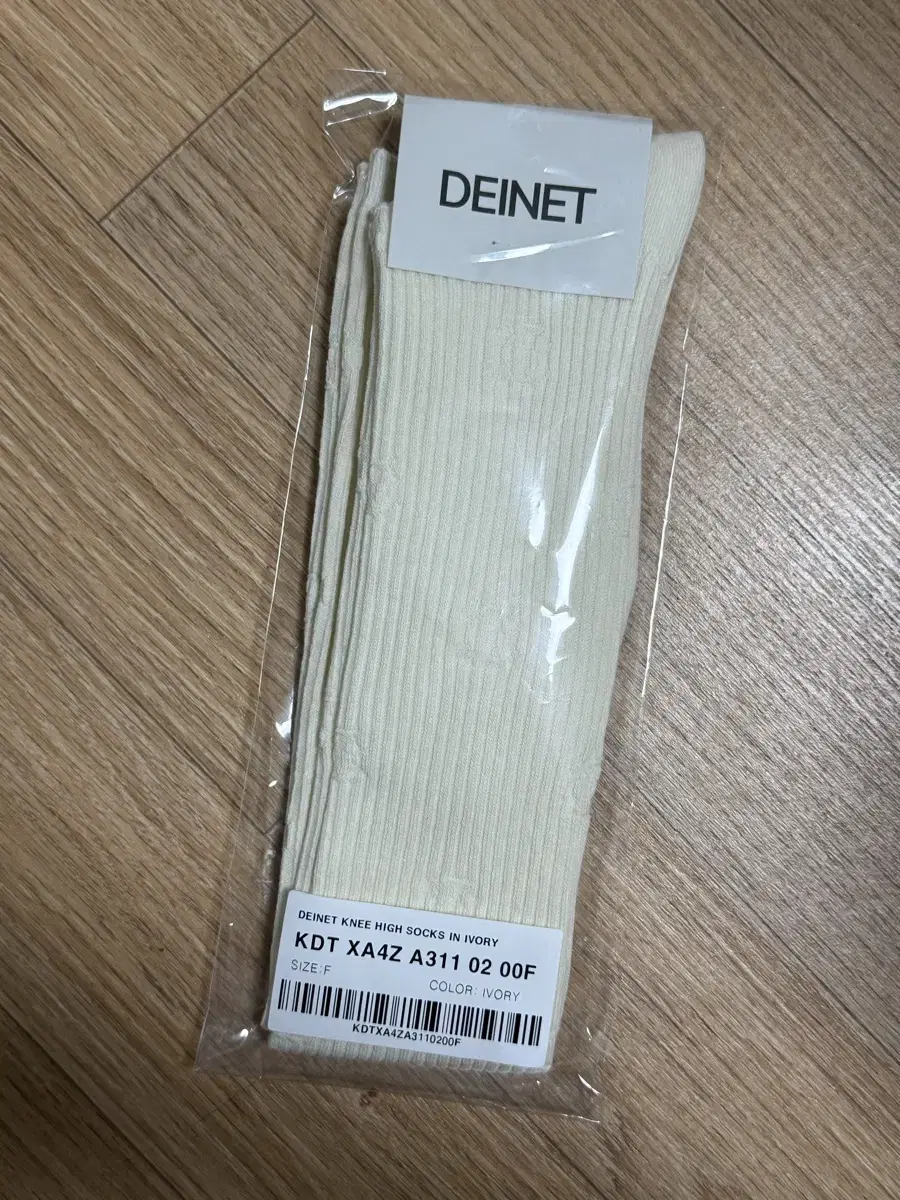 DEINET
DEINET KNEE HIGH SOCKS IN IVORY
KDT XA4Z A311 02 00F
SIZE:F
COLOR: IVORY
KDTXA4ZA3110200F